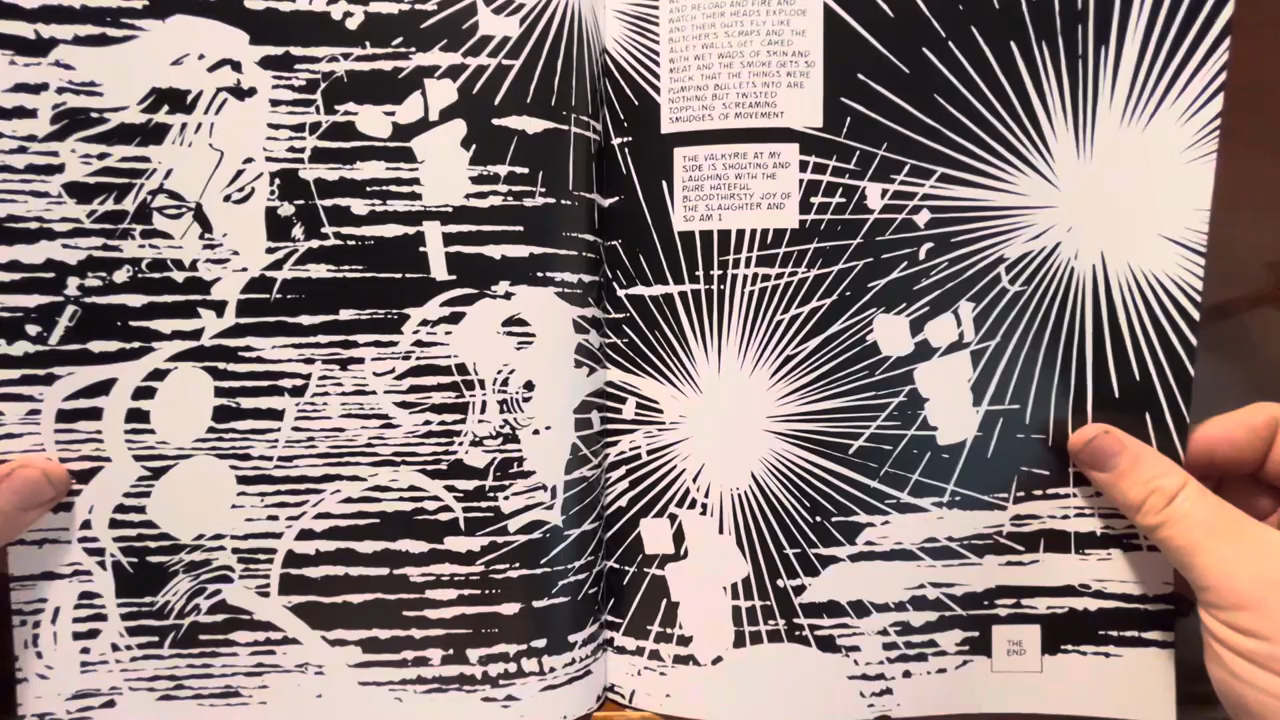 AND RELOAD AND FIRE AND
WATCH THEIR HEADS EXPLODE
AND THEIR GUTS FLY LIKE
BUTCHER'S SCRAPS AND THE
ALLEY WALLS GET CAKED
WITH WET WADS OF SKIN AND
MEAT AND THE SMOKE GETS SO
THICK THAT THE THINGS WE'RE
PUMPING BULLETS INTO ARE
NOTHING BUT TWISTED
TOPPLING SCREAMING
SMUDGES OF MOVEMENT
THE VALKYRIE AT MY
SIDE IS SHOUTING AND
LAUGHING WITH THE
PURE HATEFUL
BLOODTHIRSTY JOY OF
THE SLAUGHTER AND
SO AM I
THE
END